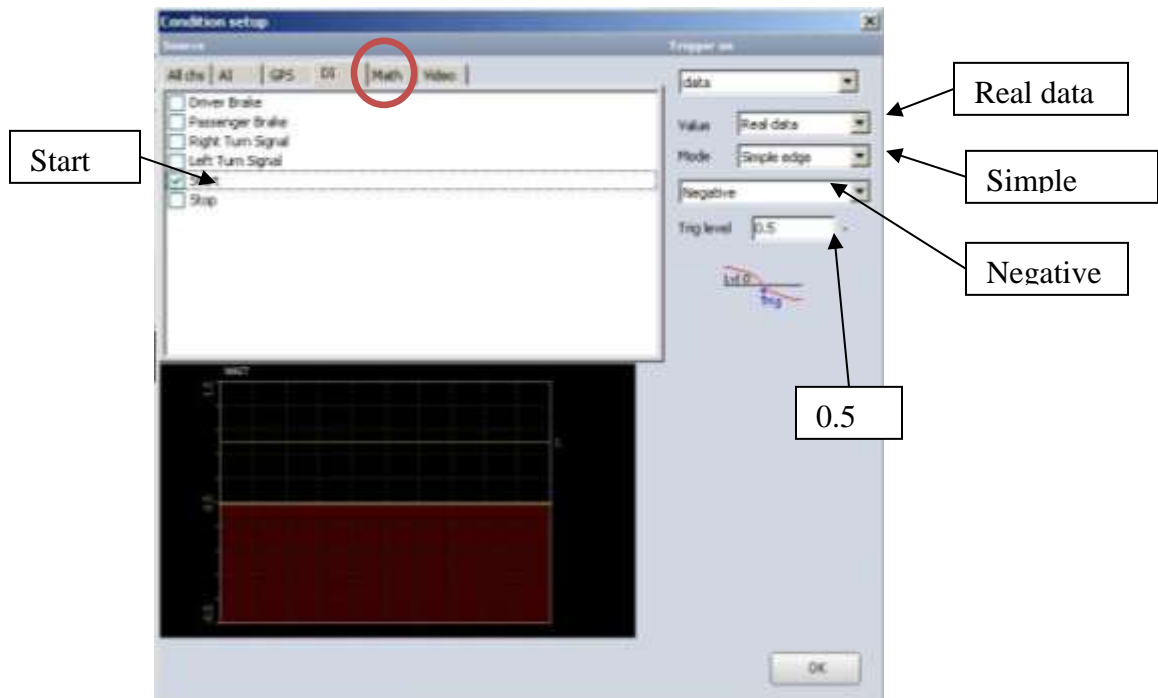 Condition setup
Source
Trigger on
All chs AI GPS DI Math Video
Driver Brake
Passenger Brake
Right Turn Signal
Left Turn Signal
Stop
data
Value Real data
Mode Simple edge
Negative
Trig level 0.5 -
Trig
OK
Start
Real data
Simple
Negative
0.5